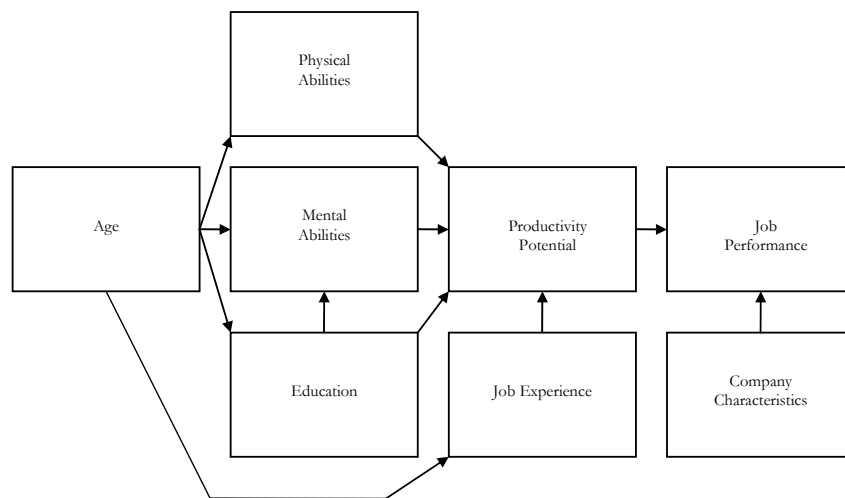 Physical
Abilities
Age
Mental
Abilities
Productivity
Potential
Job
Performance
Education
Job Experience
Company
Characteristics